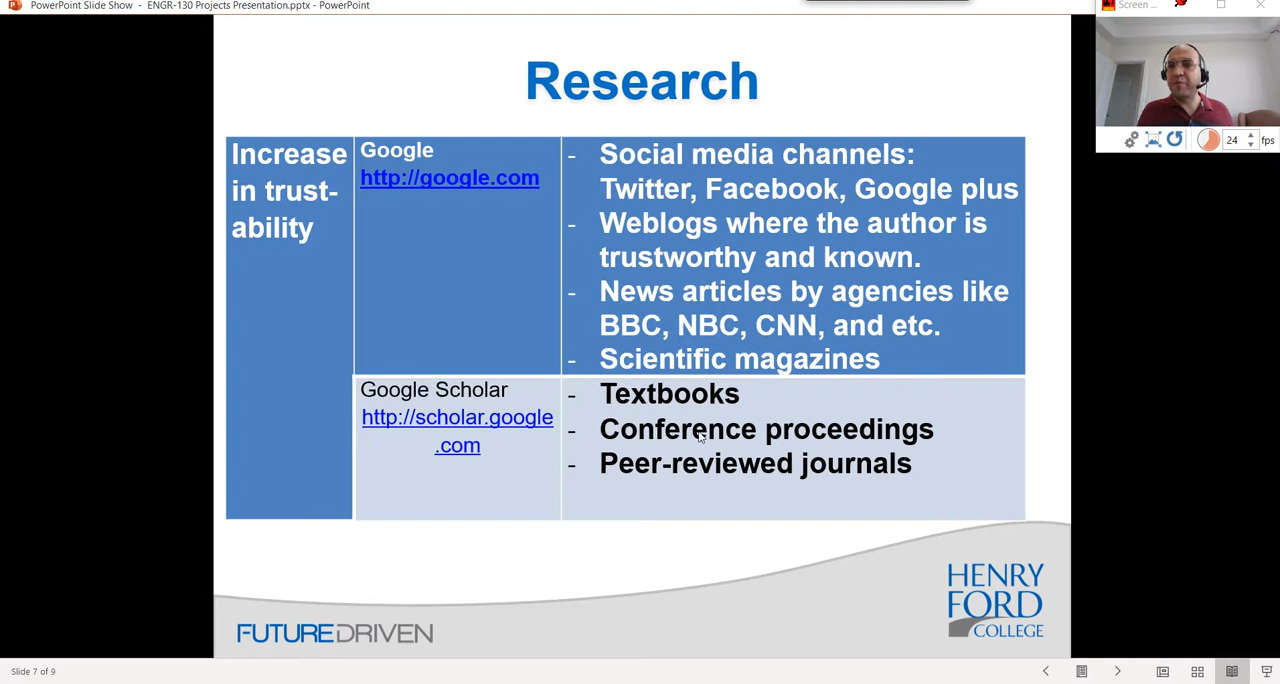 PowerPoint Slide Show - ENGR-130 Projects Presentation.pptx - PowerPoint
Screen ...
24 fps
Research
Increase
in trust-
ability
Google
http://google.com
- Social media channels:
Twitter, Facebook, Google plus
- Weblogs where the author is
trustworthy and known.
- News articles by agencies like
BBC, NBC, CNN, and etc.
- Scientific magazines
Google Scholar
http://scholar.google
.com
- Textbooks
- Conference proceedings
- Peer-reviewed journals
FUTUREDRIVEN
HENRY
FORD
COLLEGE
Slide 7 of 9